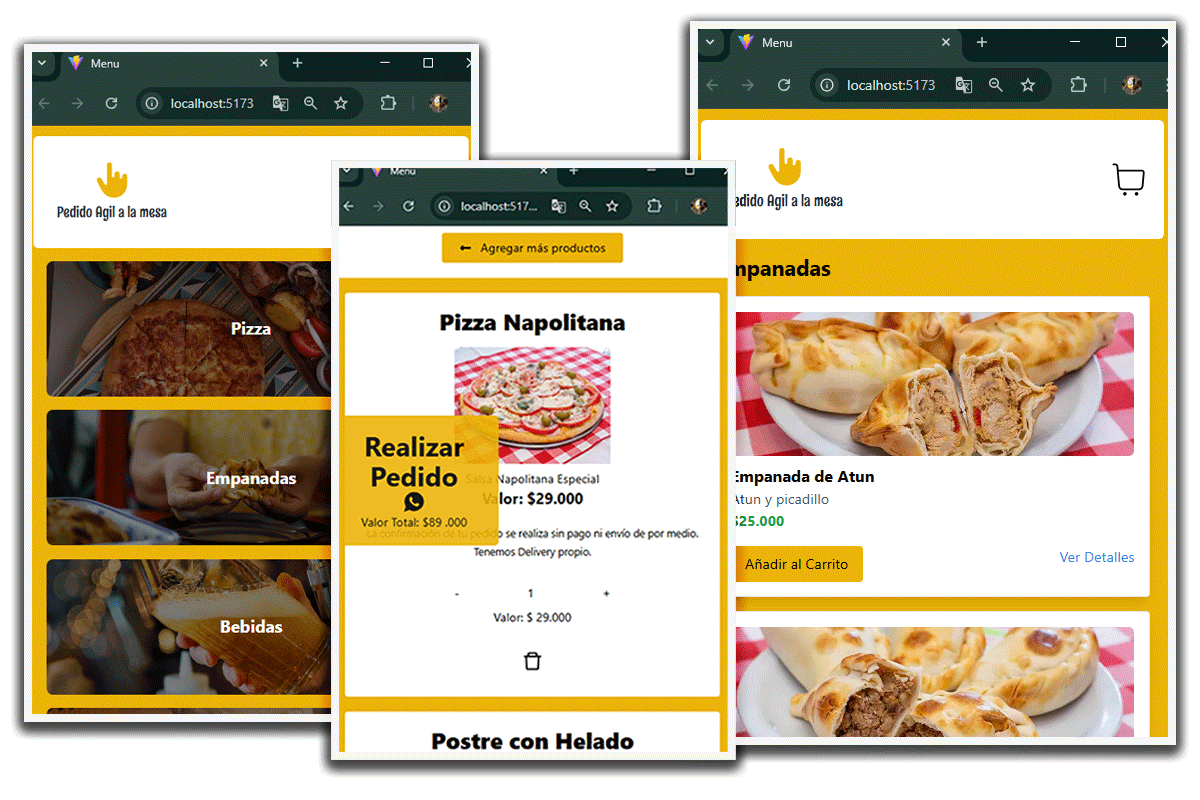 Menu
localhost:5173
Pedido Agil a la mesa
Pizza
Empanadas
Bebidas
Menu
localhost:517...
Agregar más productos
Pizza Napolitana
Salsa Napolitana Especial
Valor: $29.000
La confirmación de tu pedido se realiza sin pago ni envío de por medio.
Tenemos Delivery propio.
Realizar
Pedido
Valor Total: $89 .000
- 1 +
Valor: $ 29.000
Postre con Helado
Menu
localhost:5173
edido Agil a la mesa
mpanadas
Empanada de Atun
Atun y picadillo
$25.000
Añadir al Carrito
Ver Detalles